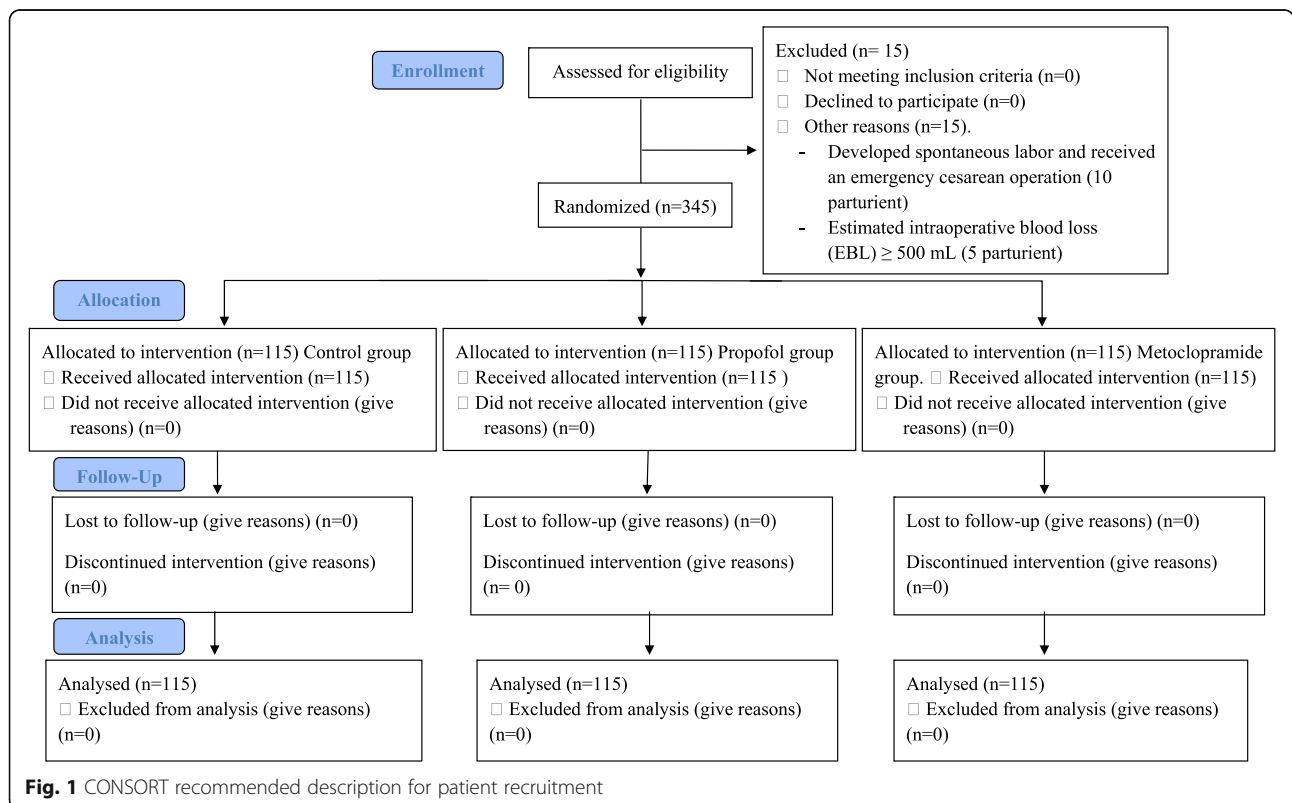 Enrollment
Assessed for eligibility
Excluded (n= 15)
□ Not meeting inclusion criteria (n=0)
□ Declined to participate (n=0)
□ Other reasons (n=15).
- Developed spontaneous labor and received
an emergency cesarean operation (10
parturient)
- Estimated intraoperative blood loss
(EBL) ≥ 500 mL (5 parturient)
Randomized (n=345)
Allocation
Allocated to intervention (n=115) Control group
□ Received allocated intervention (n=115)
□ Did not receive allocated intervention (give
reasons) (n=0)
Allocated to intervention (n=115) Propofol group
□ Received allocated intervention (n=115 )
□ Did not receive allocated intervention (give
reasons) (n=0)
Allocated to intervention (n=115) Metoclopramide
group. □ Received allocated intervention (n=115)
□ Did not receive allocated intervention (give
reasons) (n=0)
Follow-Up
Lost to follow-up (give reasons) (n=0)
Discontinued intervention (give reasons)
(n=0)
Lost to follow-up (give reasons) (n=0)
Discontinued intervention (give reasons)
(n= 0)
Lost to follow-up (give reasons) (n=0)
Discontinued intervention (give reasons)
(n=0)
Analysis
Analysed (n=115)
□ Excluded from analysis (give reasons)
(n=0)
Analysed (n=115)
□ Excluded from analysis (give reasons)
(n=0)
Analysed (n=115)
□ Excluded from analysis (give reasons)
(n=0)
Fig. 1 CONSORT recommended description for patient recruitment